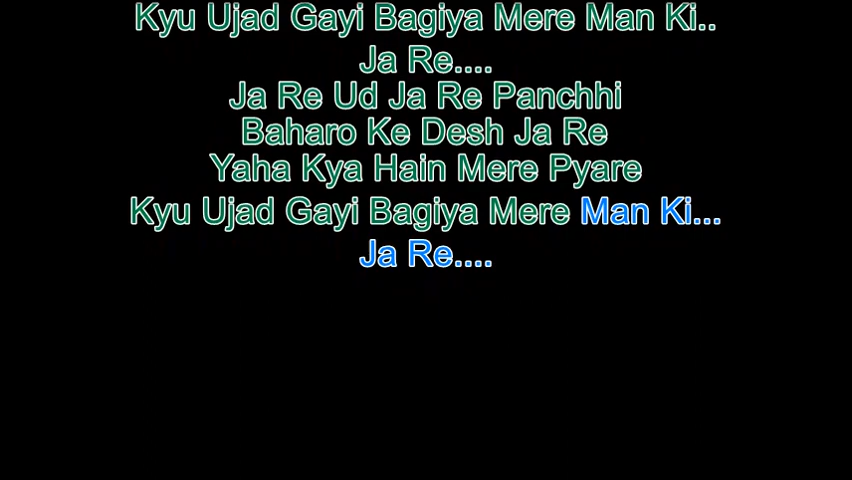 Kyu Ujad Gayi Bagiya Mere Man Ki..
Ja Re....
Ja Re Ud Ja Re Panchhi
Baharo Ke Desh Ja Re
Yaha Kya Hain Mere Pyare
Kyu Ujad Gayi Bagiya Mere Man Ki...
Ja Re....